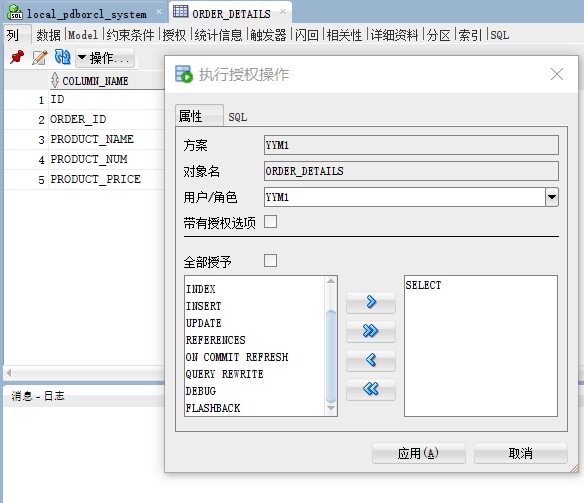 local_pdborcl_system × ORDER_DETAILS ×
列 数据 Model 约束条件 授权 统计信息 触发器 闪回 相关性 详细资料 分区 索引 SQL
操作...
COLUMN_NAME
1 ID
2 ORDER_ID
3 PRODUCT_NAME
4 PRODUCT_NUM
5 PRODUCT_PRICE
消息 - 日志
执行授权操作
属性 SQL
方案 YYM1
对象名 ORDER_DETAILS
用户/角色 YYM1
带有授权选项
全部授予
INDEX
INSERT
UPDATE
REFERENCES
ON COMMIT REFRESH
QUERY REWRITE
DEBUG
FLASHBACK
SELECT
应用(A) 取消